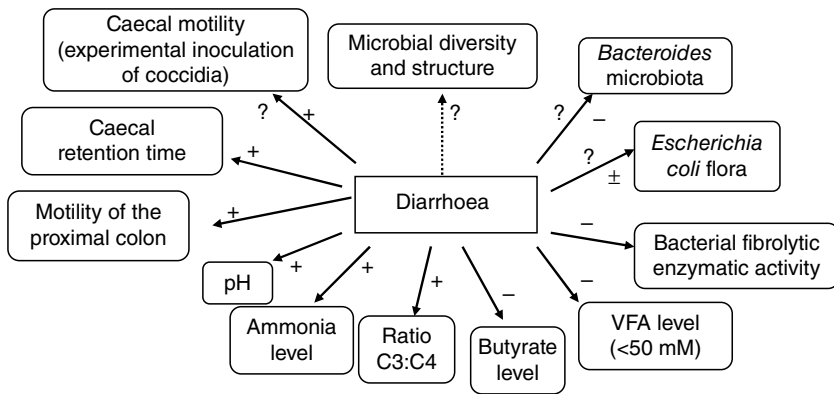 Caecal motility
(experimental inoculation
of coccidia)
Microbial diversity
and structure
Bacteroides
microbiota
? +
?
? –
Caecal
retention time
+
Escherichia
coli flora
?
±
Diarrhoea
Motility of the
proximal colon
+
–
Bacterial fibrolytic
enzymatic activity
pH
+
+
+
–
–
Ammonia
level
Ratio
C3:C4
Butyrate
level
VFA level
(<50 mM)